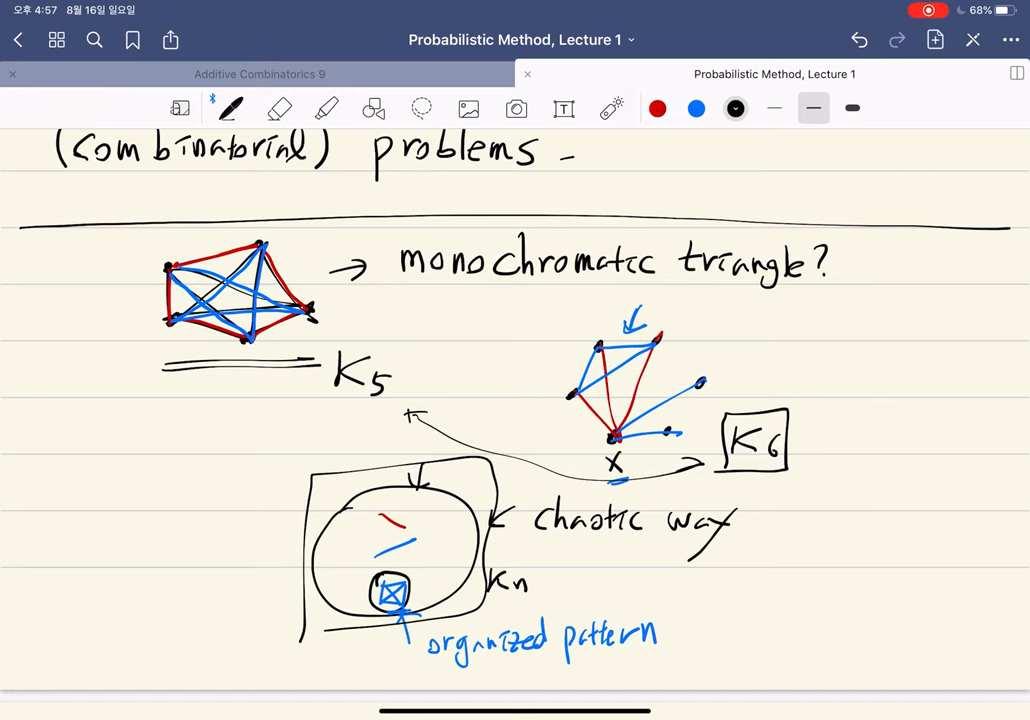 오후 4:57 8월 16일 일요일
68%
Probabilistic Method, Lecture 1
Additive Combinatorics 9
Probabilistic Method, Lecture 1
(combinatorial) problems -
→ monochromatic triangle?
K5
K6
x
chaotic way
Kn
organized pattern